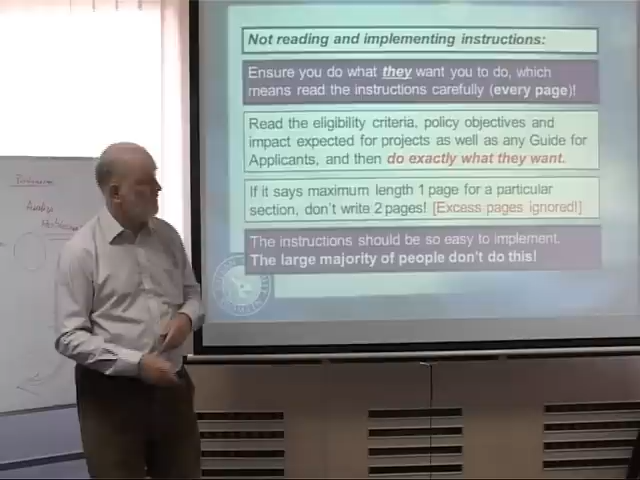 Not reading and implementing instructions:
Ensure you do what they want you to do, which
means read the instructions carefully (every page)!
Read the eligibility criteria, policy objectives and
impact expected for projects as well as any Guide for
Applicants, and then do exactly what they want.
If it says maximum length 1 page for a particular
section, don't write 2 pages! [Excess pages ignored!]
The instructions should be so easy to implement.
The large majority of people don't do this!